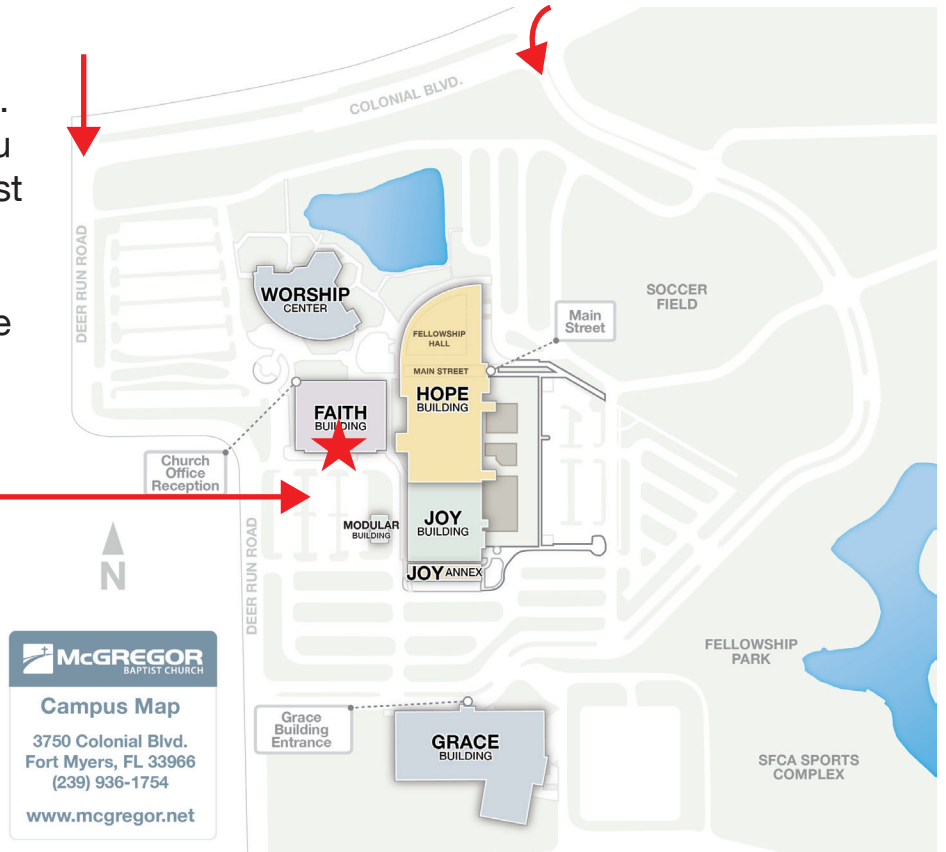 .
u
st
e
COLONIAL BLVD.
DEER RUN ROAD
WORSHIP
CENTER
SOCCER
FIELD
Main
Street
FELLOWSHIP
HALL
MAIN STREET
HOPE
BUILDING
FAITH
BUILDING
Church
Office
Reception
MODULAR
BUILDING
JOY
BUILDING
JOY ANNEX
N
DEER RUN ROAD
McGREGOR
BAPTIST CHURCH
Campus Map
3750 Colonial Blvd.
Fort Myers, FL 33966
(239) 936-1754
www.mcgregor.net
FELLOWSHIP
PARK
Grace
Building
Entrance
GRACE
BUILDING
SFCA SPORTS
COMPLEX